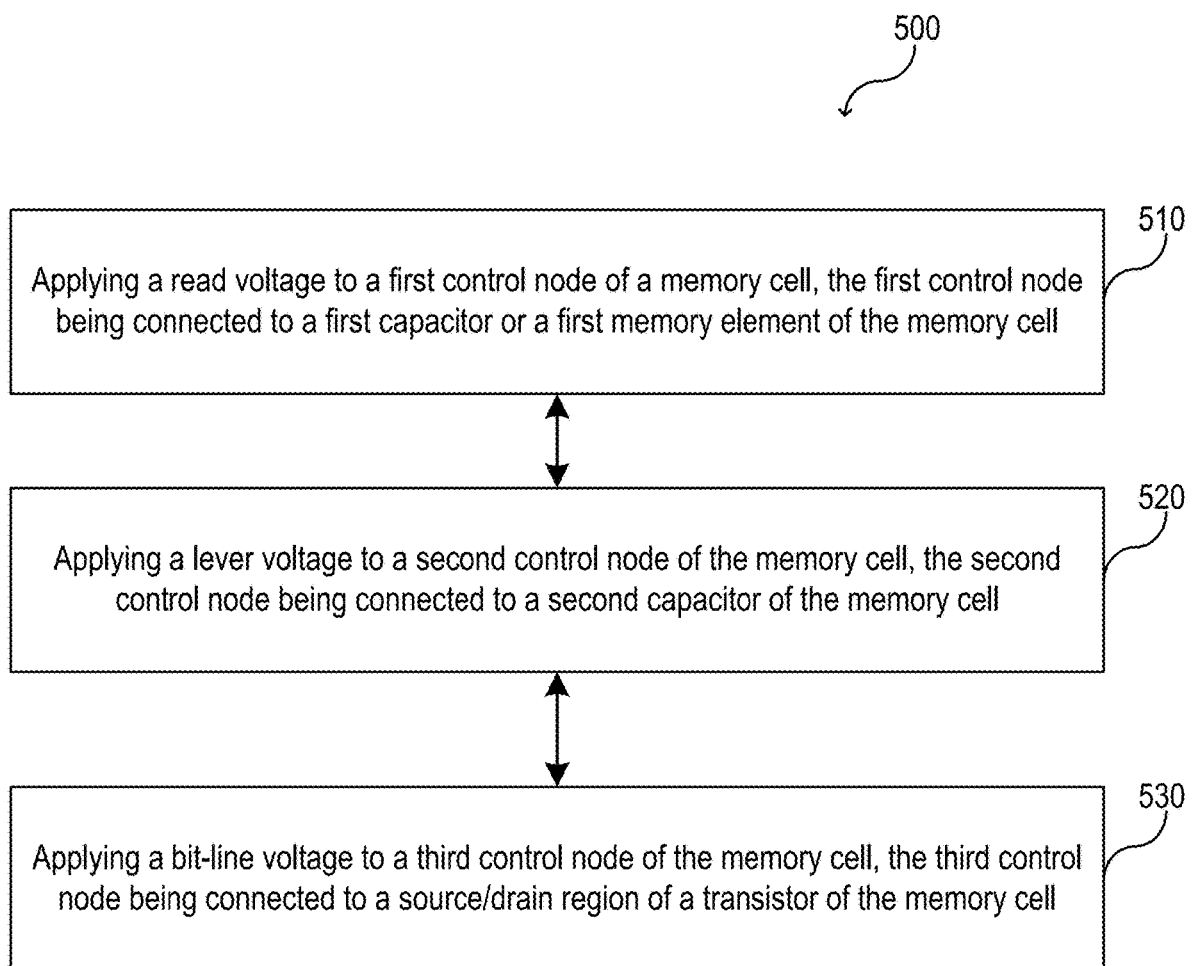 500
510
Applying a read voltage to a first control node of a memory cell, the first control node
being connected to a first capacitor or a first memory element of the memory cell
520
Applying a lever voltage to a second control node of the memory cell, the second
control node being connected to a second capacitor of the memory cell
530
Applying a bit-line voltage to a third control node of the memory cell, the third control
node being connected to a source/drain region of a transistor of the memory cell